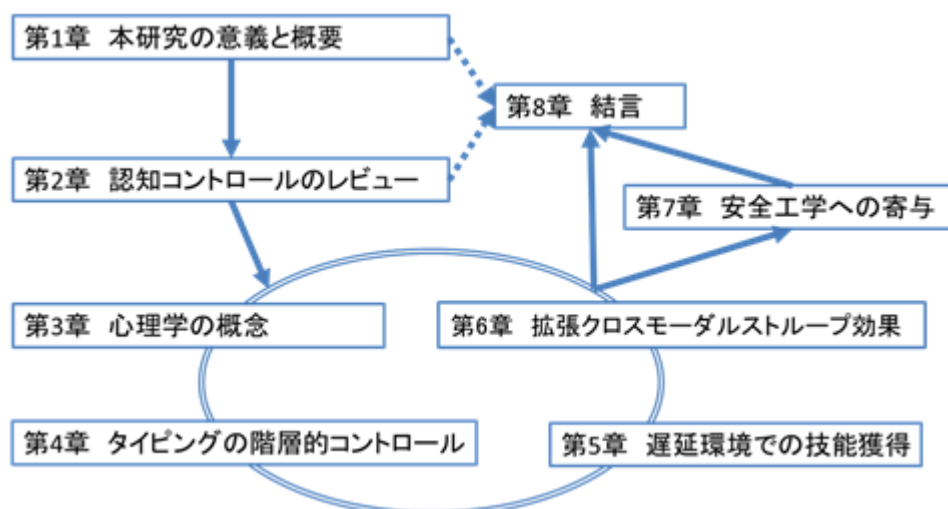 第1章 本研究の意義と概要
第8章 結言
第2章 認知コントロールのレビュー
第7章 安全工学への寄与
第3章 心理学の概念
第6章 拡張クロスモーダルストループ効果
第4章 タイピングの階層的コントロール
第5章 遅延環境での技能獲得